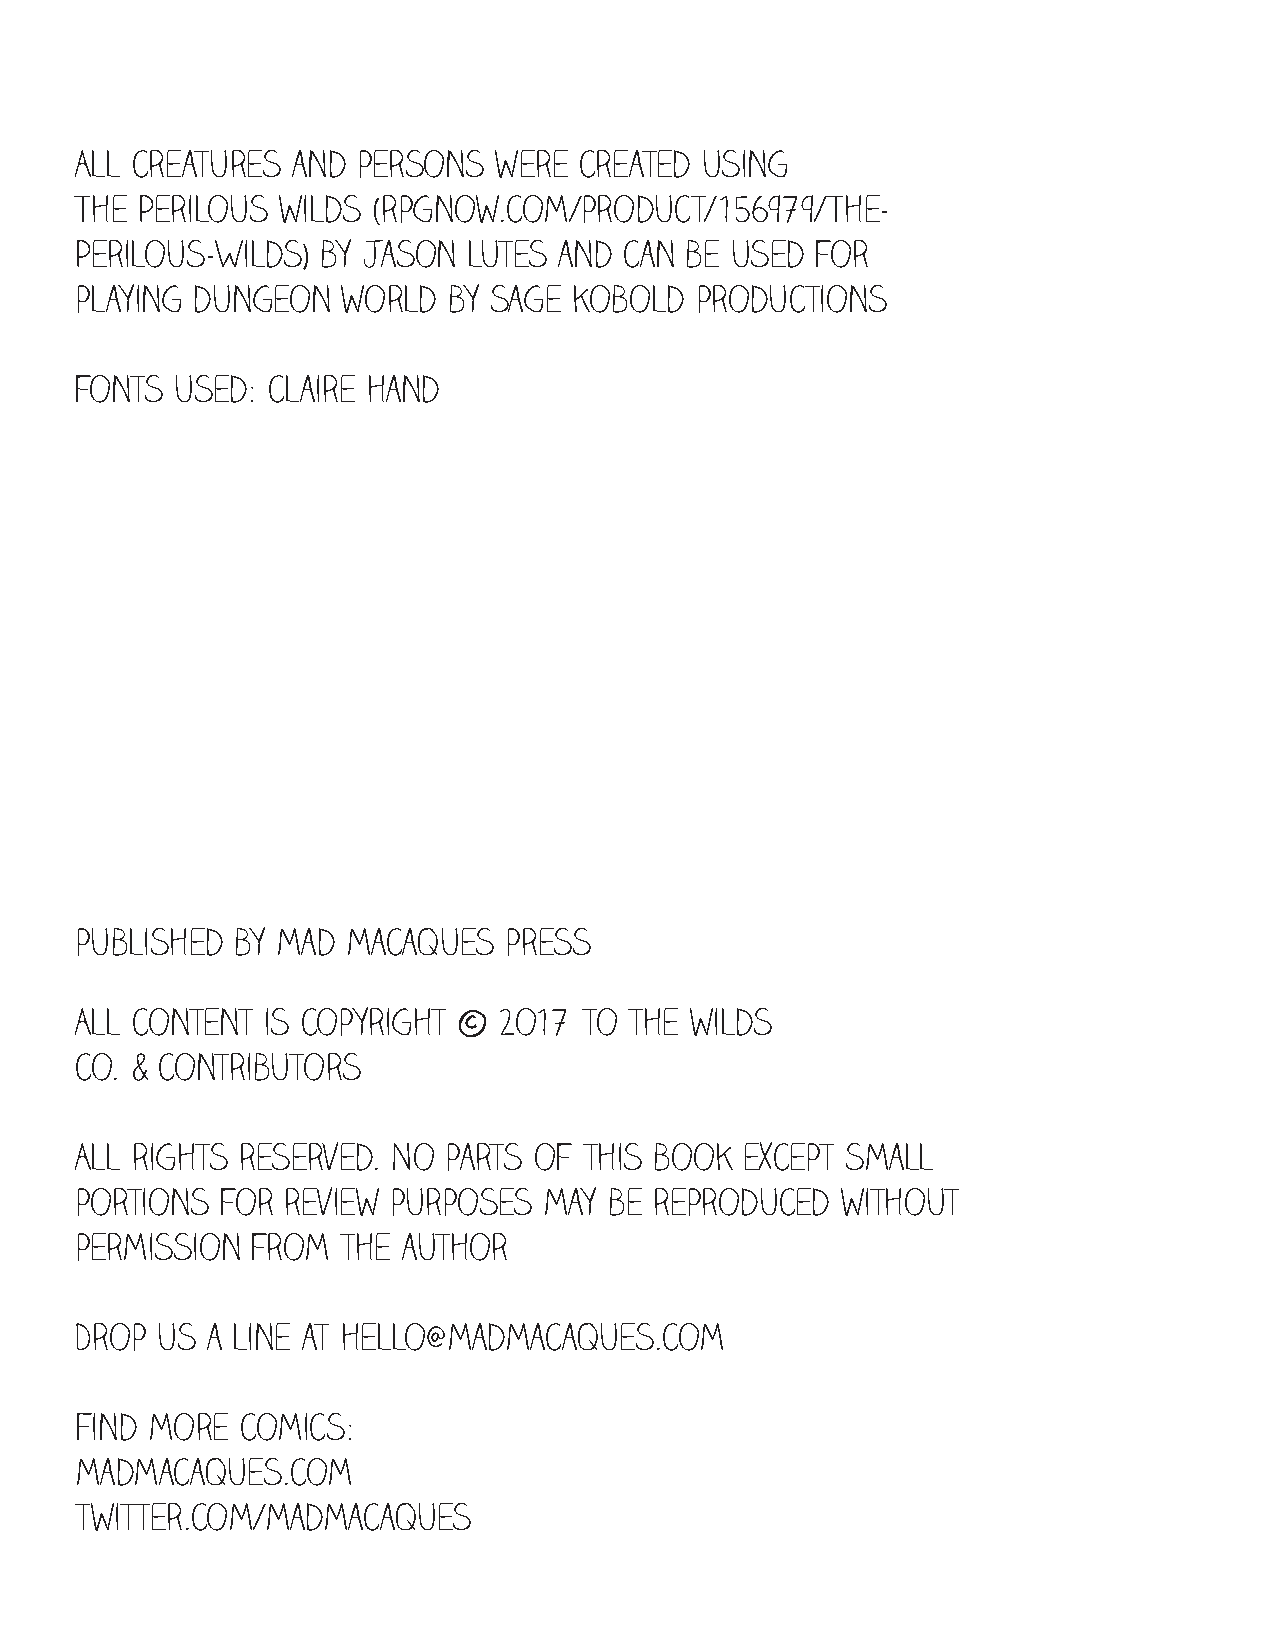 ALL CREATURES AND PERSONS WERE CREATED USING
THE PERILOUS WILDS (RPGNOW.COM/PRODUCT/156979/THE-
PERILOUS-WILDS) BY JASON LUTES AND CAN BE USED FOR
PLAYING DUNGEON WORLD BY SAGE KOBOLD PRODUCTIONS
FONTS USED: CLAIRE HAND
PUBLISHED BY MAD MACAQUES PRESS
ALL CONTENT IS COPYRIGHT © 2017 TO THE WILDS
CO. & CONTRIBUTORS
ALL RIGHTS RESERVED. NO PARTS OF THIS BOOK EXCEPT SMALL
PORTIONS FOR REVIEW PURPOSES MAY BE REPRODUCED WITHOUT
PERMISSION FROM THE AUTHOR
DROP US A LINE AT HELLO@MADMACAQUES.COM
FIND MORE COMICS:
MADMACAQUES.COM
TWITTER.COM/MADMACAQUES